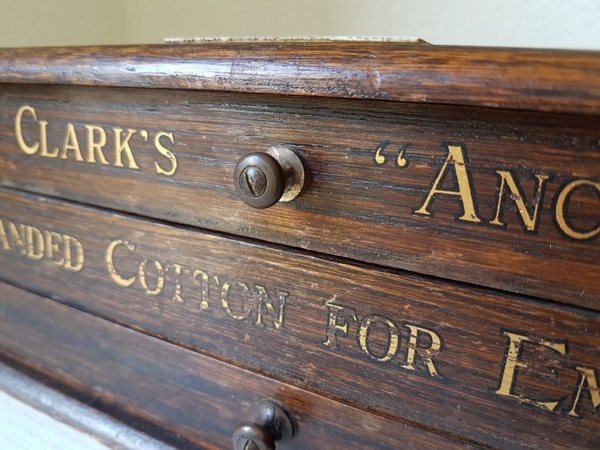 CLARK'S “ANC
ANDED COTTON FOR EM